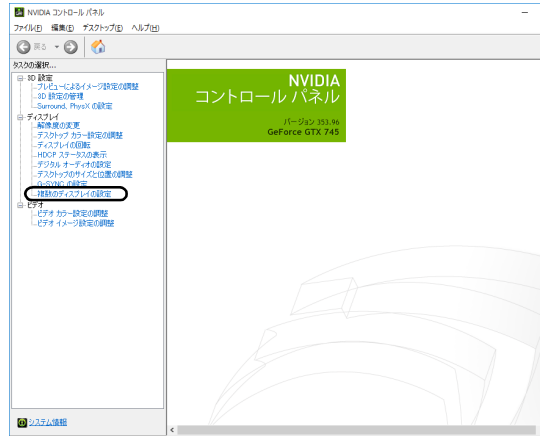 NVIDIA コントロール パネル
ファイル(F) 編集(E) デスクトップ(E) ヘルプ(H)
戻る
タスクの選択...
3D 設定
プレビューによるイメージ設定の調整
3D 設定の管理
Surround、PhysX の設定
ディスプレイ
解像度の変更
デスクトップ カラー設定の調整
ディスプレイの回転
HDCP ステータスの表示
デジタル オーディオの設定
デスクトップのサイズと位置の調整
G-SYNC の設定
複数のディスプレイの設定
ビデオ
ビデオ カラー設定の調整
ビデオ イメージ設定の調整
システム情報
NVIDIA
コントロール パネル
バージョン 353.96
GeForce GTX 745